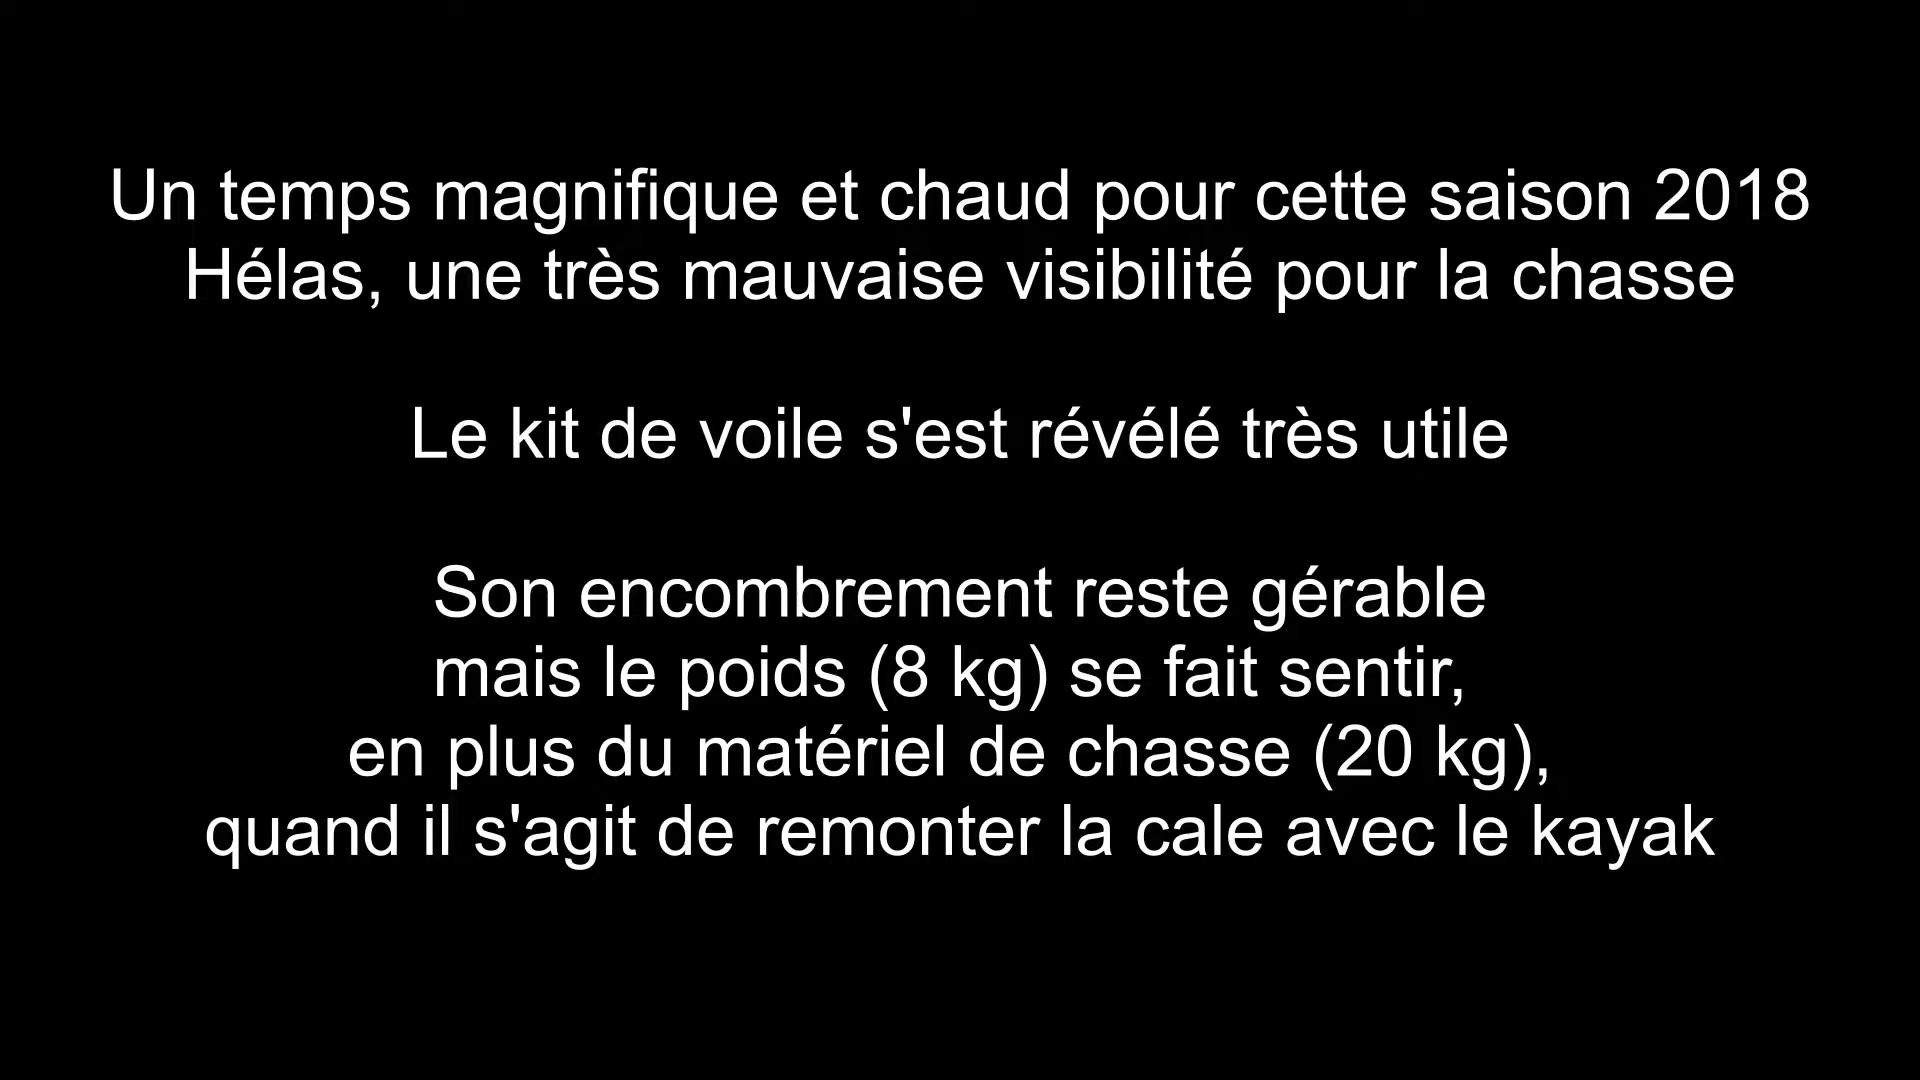 Un temps magnifique et chaud pour cette saison 2018
Hélas, une très mauvaise visibilité pour la chasse
Le kit de voile s'est révélé très utile
Son encombrement reste gérable
mais le poids (8 kg) se fait sentir,
en plus du matériel de chasse (20 kg),
quand il s'agit de remonter la cale avec le kayak